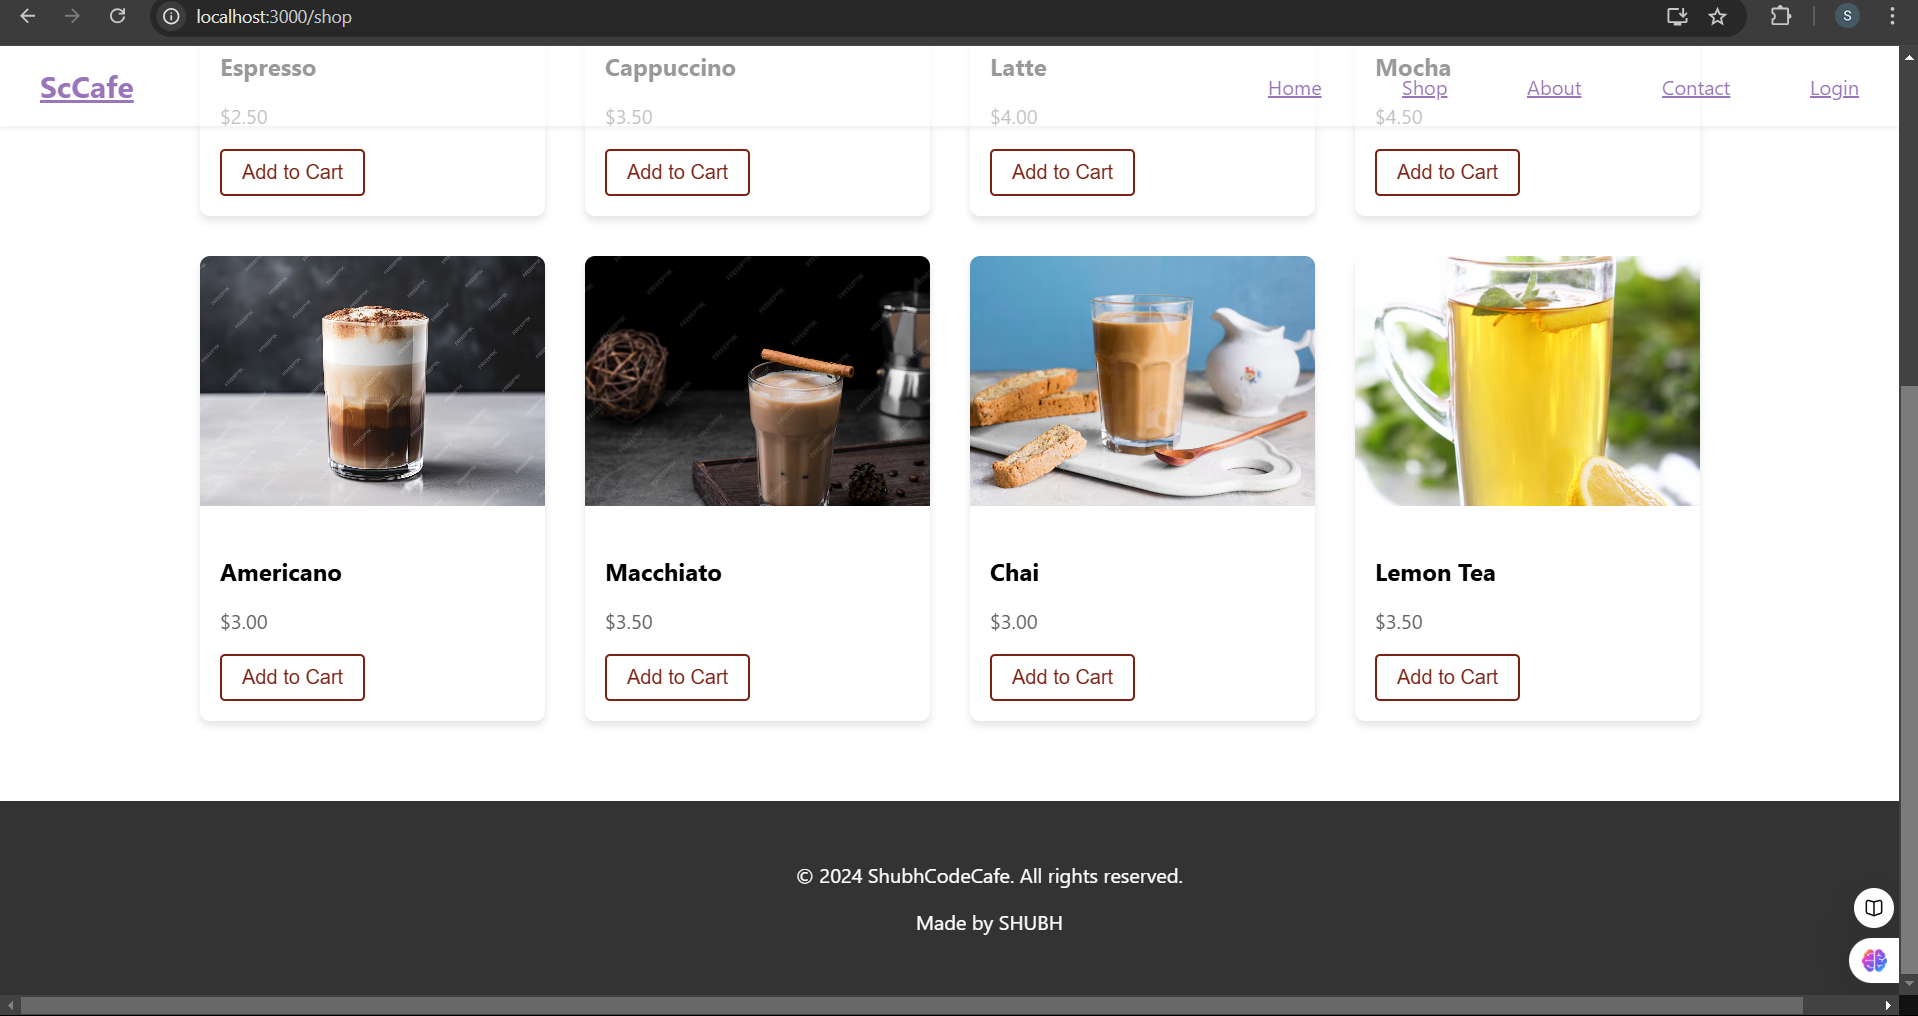 localhost:3000/shop
S
ScCafe
Home
Shop
About
Contact
Login
Espresso
Cappuccino
Latte
Mocha
$2.50
$3.50
$4.00
$4.50
Add to Cart
Add to Cart
Add to Cart
Add to Cart
Americano
Macchiato
Chai
Lemon Tea
$3.00
$3.50
$3.00
$3.50
Add to Cart
Add to Cart
Add to Cart
Add to Cart
© 2024 ShubhCodeCafe. All rights reserved.
Made by SHUBH